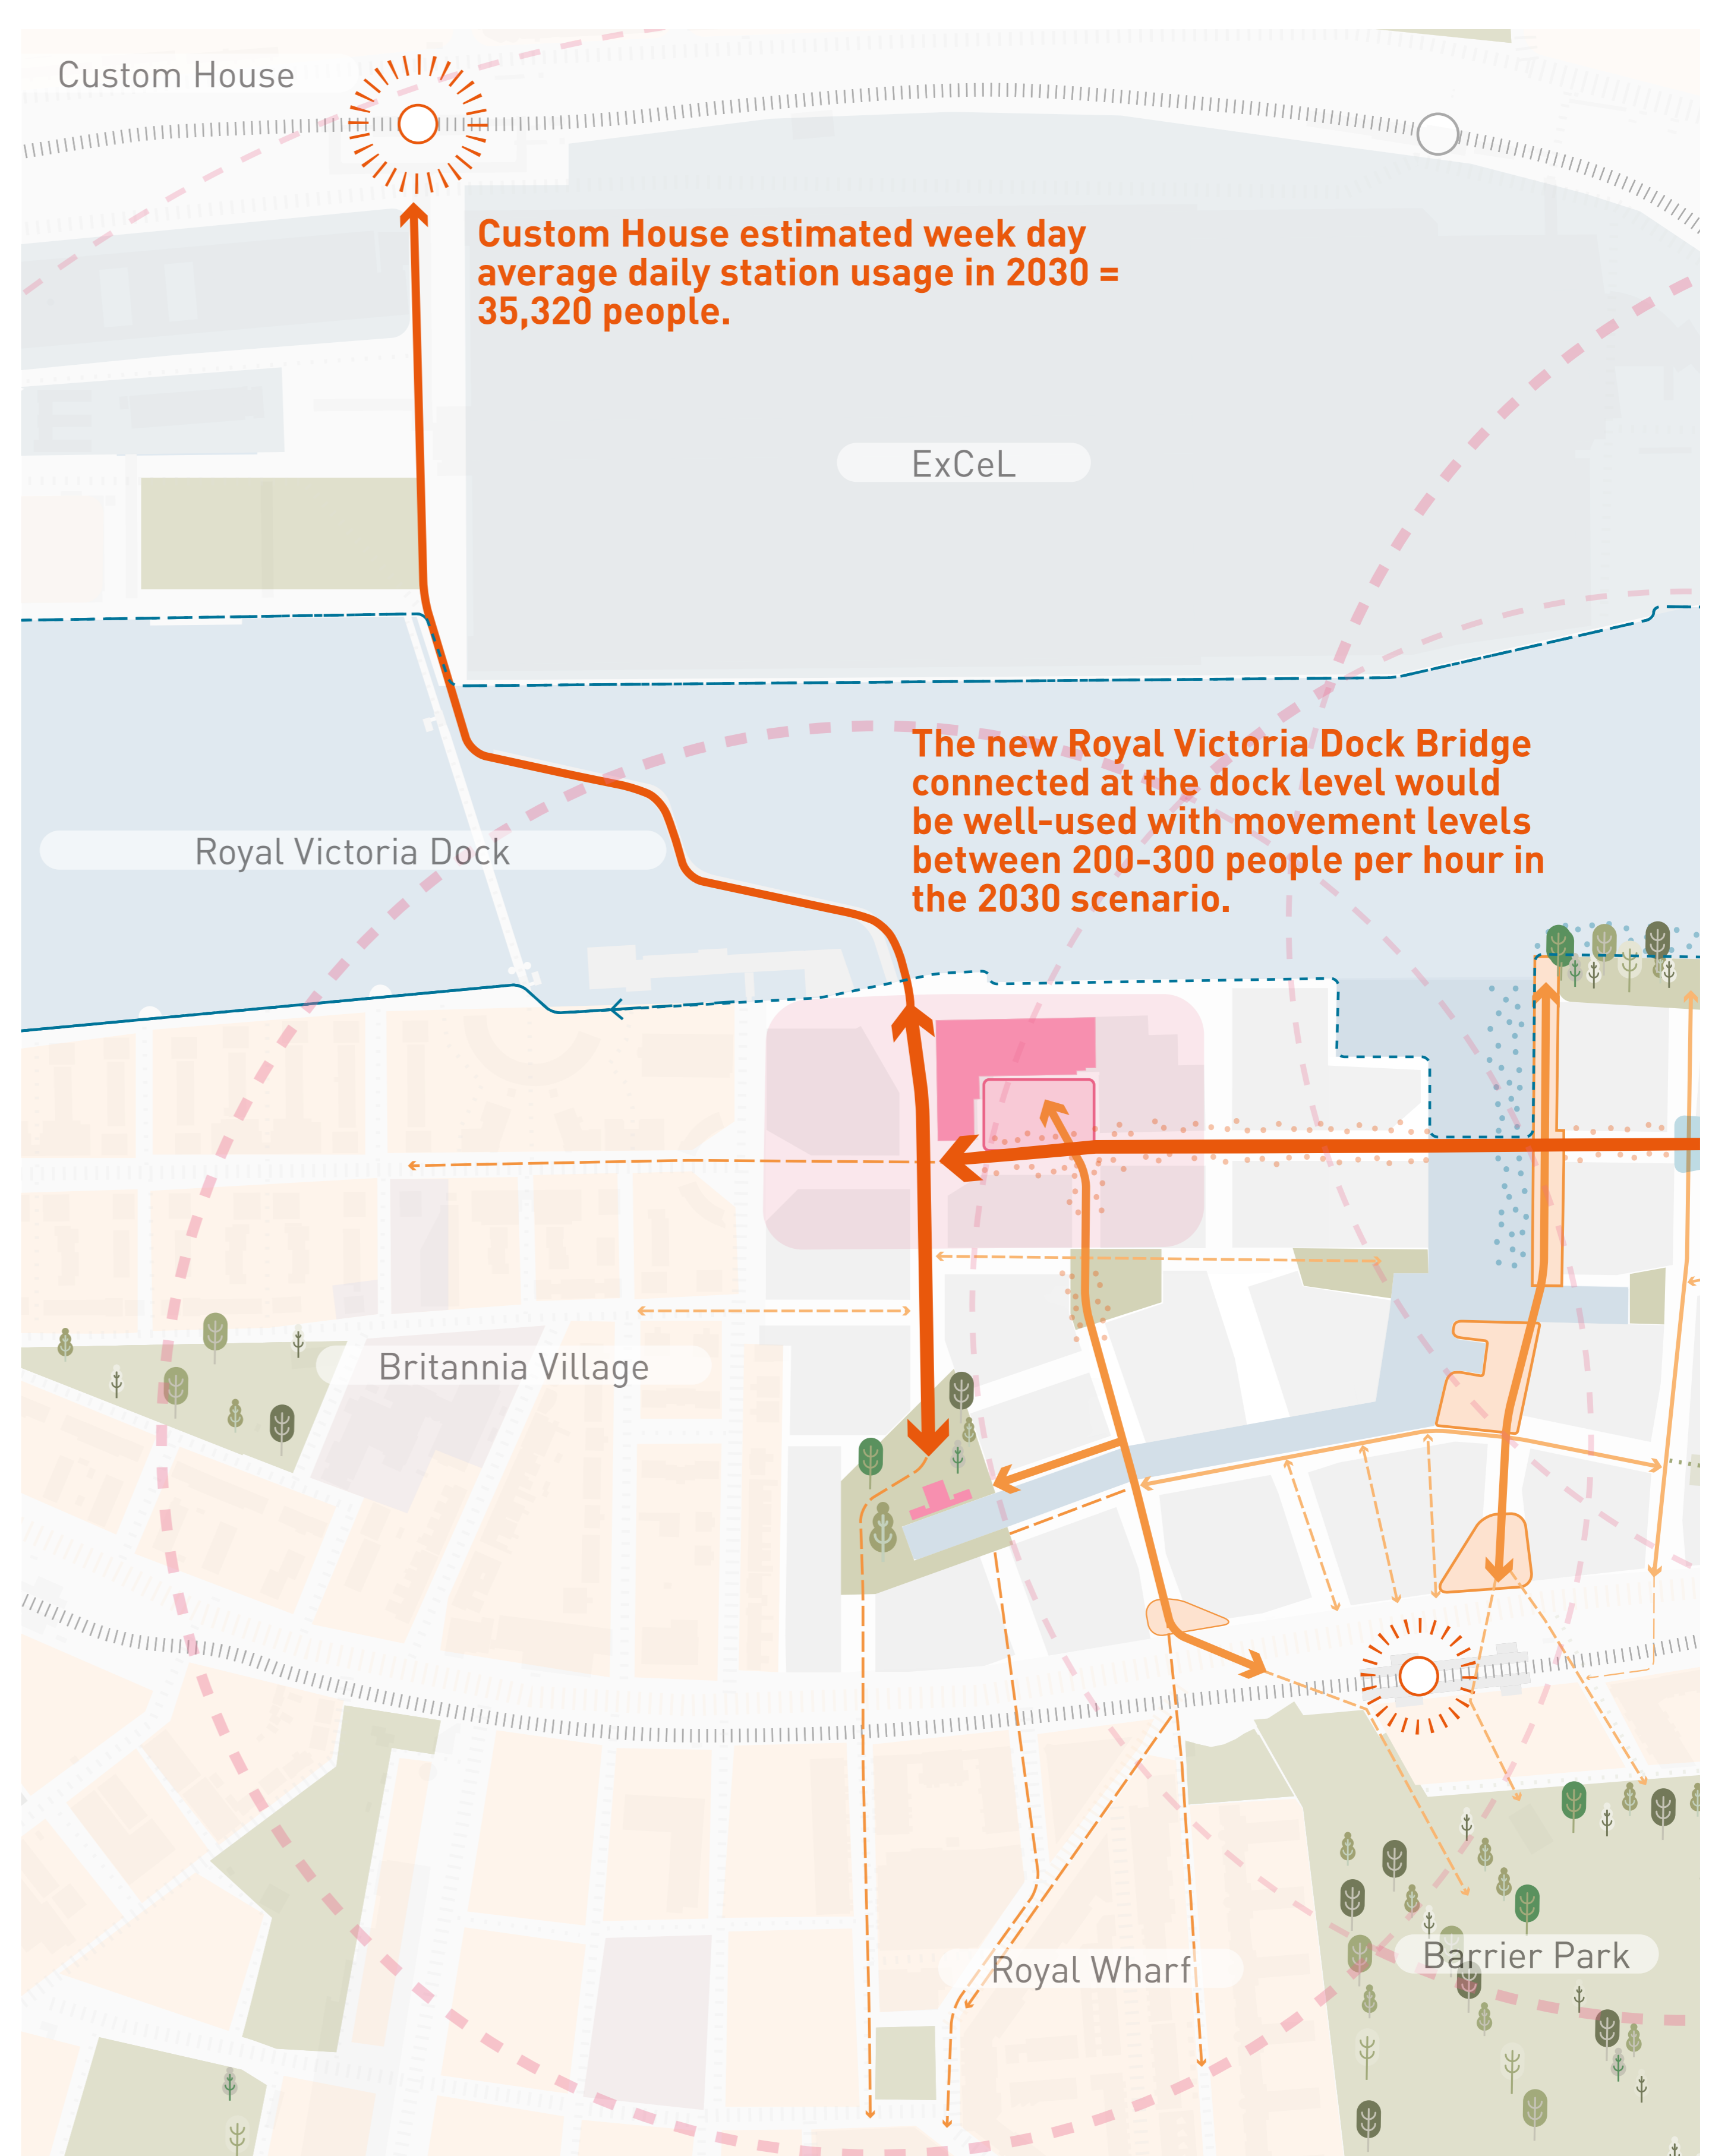 Custom House
Custom House estimated week day
average daily station usage in 2030 =
35,320 people.
ExCeL
The new Royal Victoria Dock Bridge
connected at the dock level would
be well-used with movement levels
between 200-300 people per hour in
the 2030 scenario.
Royal Victoria Dock
Britannia Village
Royal Wharf
Barrier Park